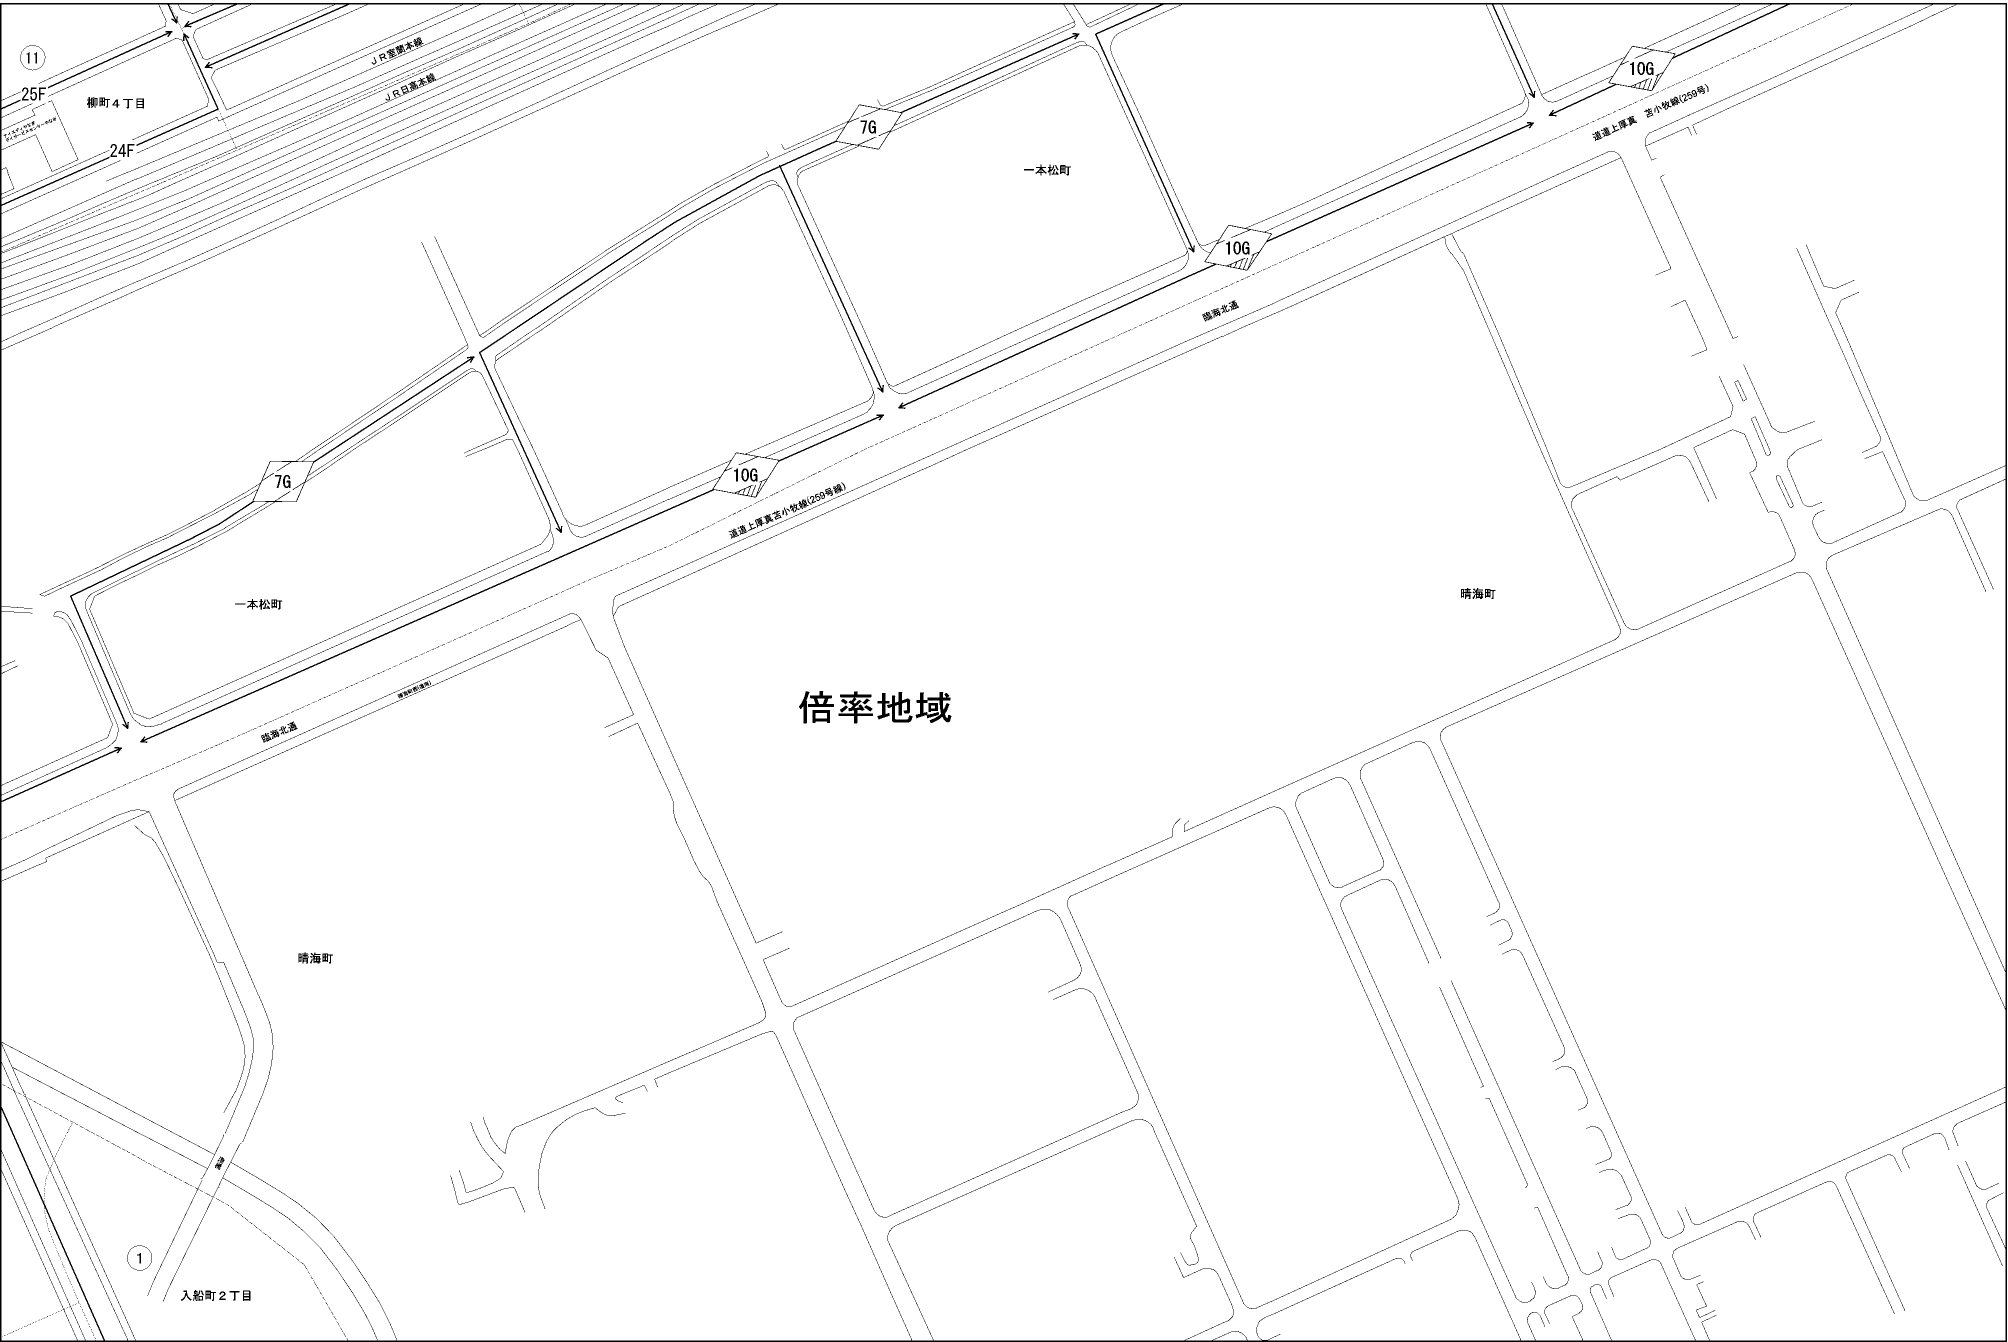 11
25F
柳町４丁目
24F
ＪＲ室蘭本線
ＪＲ日高本線
7G
10G
道道上厚真 苫小牧線(259号)
一本松町
10G
臨海北通
7G
10G
道道上厚真苫小牧線(259号線)
一本松町
晴海町
臨海北通
倍率地域
晴海町
1
入船町２丁目